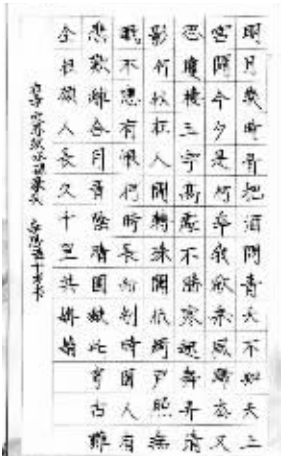 明月幾時有把酒問青天不知天上
宮闕今夕是何年我欲乘風歸去又
恐瓊樓玉宇高處不勝寒起舞弄清
影何似在人間轉朱閣低綺戶照無
眠不應有恨何時長向別時圓人有
悲歡離合月有陰晴圓缺此事古難
全但願人長久千里共嬋娟